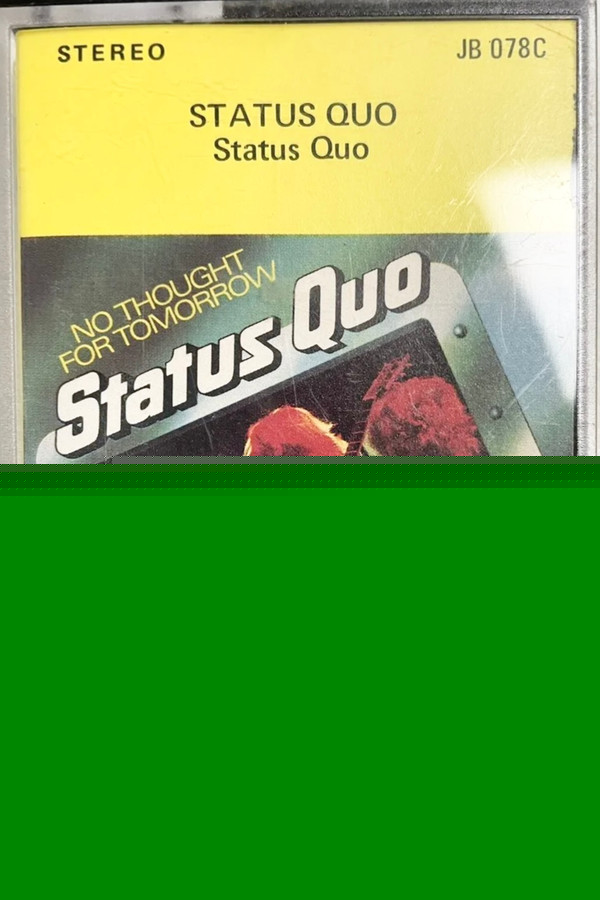 STEREO
JB 078C
STATUS QUO
Status Quo
NO THOUGHT
FOR TOMORROW
Status Quo